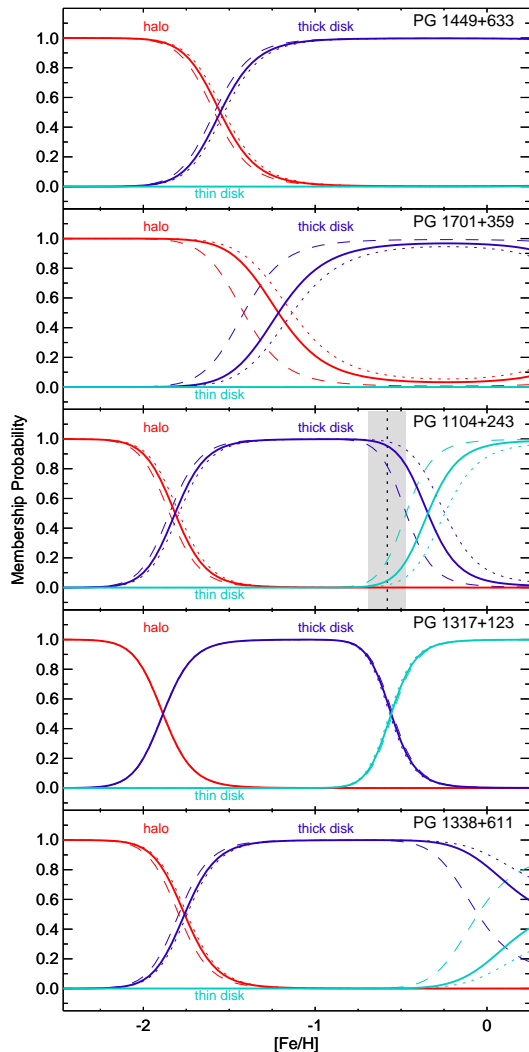 halo
thick disk
PG 1449+633
1.0
0.8
0.6
0.4
0.2
0.0
thin disk
halo
thick disk
PG 1701+359
1.0
0.8
0.6
0.4
0.2
0.0
thin disk
halo
thick disk
PG 1104+243
1.0
0.8
0.6
0.4
0.2
0.0
thin disk
Membership Probability
halo
thick disk
PG 1317+123
1.0
0.8
0.6
0.4
0.2
0.0
thin disk
halo
thick disk
PG 1338+611
1.0
0.8
0.6
0.4
0.2
0.0
thin disk
-2 -1 0
[Fe/H]